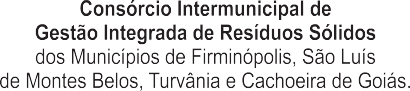 Consórcio Intermunicipal de
Gestão Integrada de Resíduos Sólidos
dos Municípios de Firminópolis, São Luís
de Montes Belos, Turvânia e Cachoeira de Goiás.